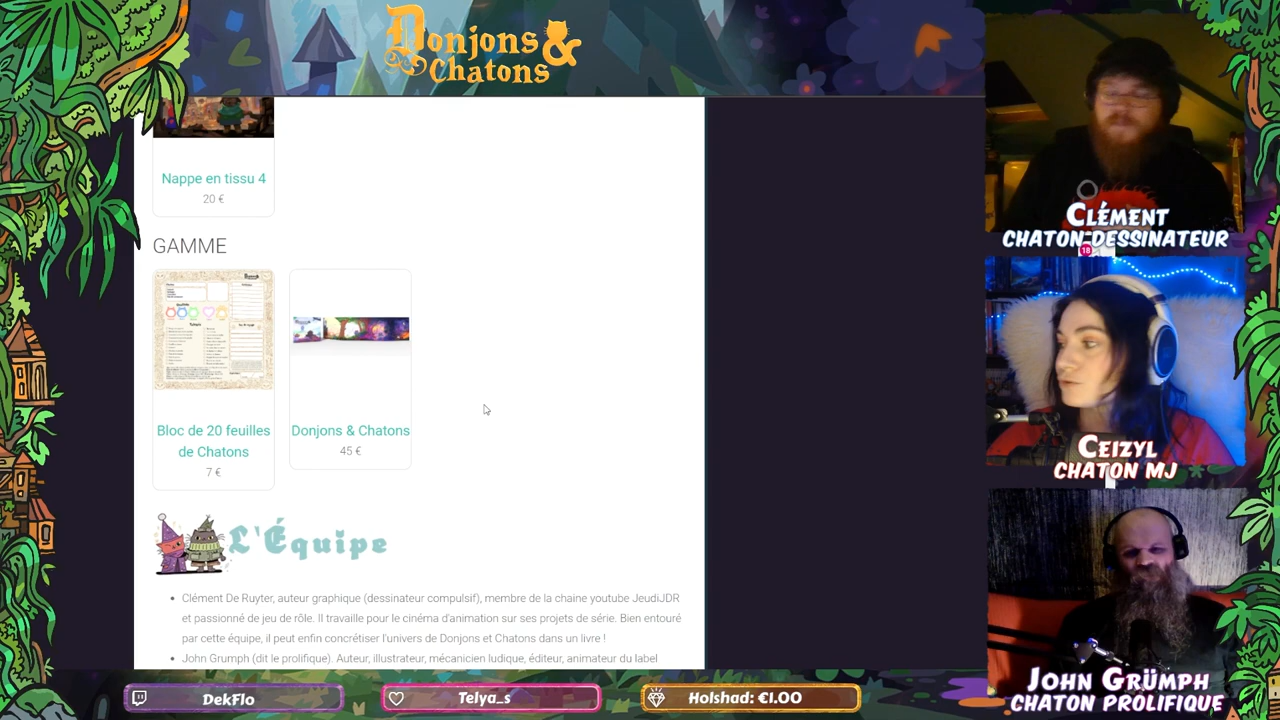 Donjons &
Chatons
Nappe en tissu 4
20 €
GAMME
Bloc de 20 feuilles
de Chatons
7 €
Donjons & Chatons
45 €
L'Équipe
Clément De Ruyter, auteur graphique (dessinateur compulsif), membre de la chaine youtube JeudiJDR
et passionné de jeu de rôle. Il travaille pour le cinéma d'animation sur ses projets de série. Bien entouré
par cette équipe, il peut enfin concrétiser l'univers de Donjons et Chatons dans un livre !
John Grumph (dit le prolifique). Auteur, illustrateur, mécanicien ludique, éditeur, animateur du label
Clément
Chaton dessinateur
18
Ceizyl
Chaton MJ
John Grümph
Chaton prolifique
DekFlo
Telya_s
Holshad: €1.00